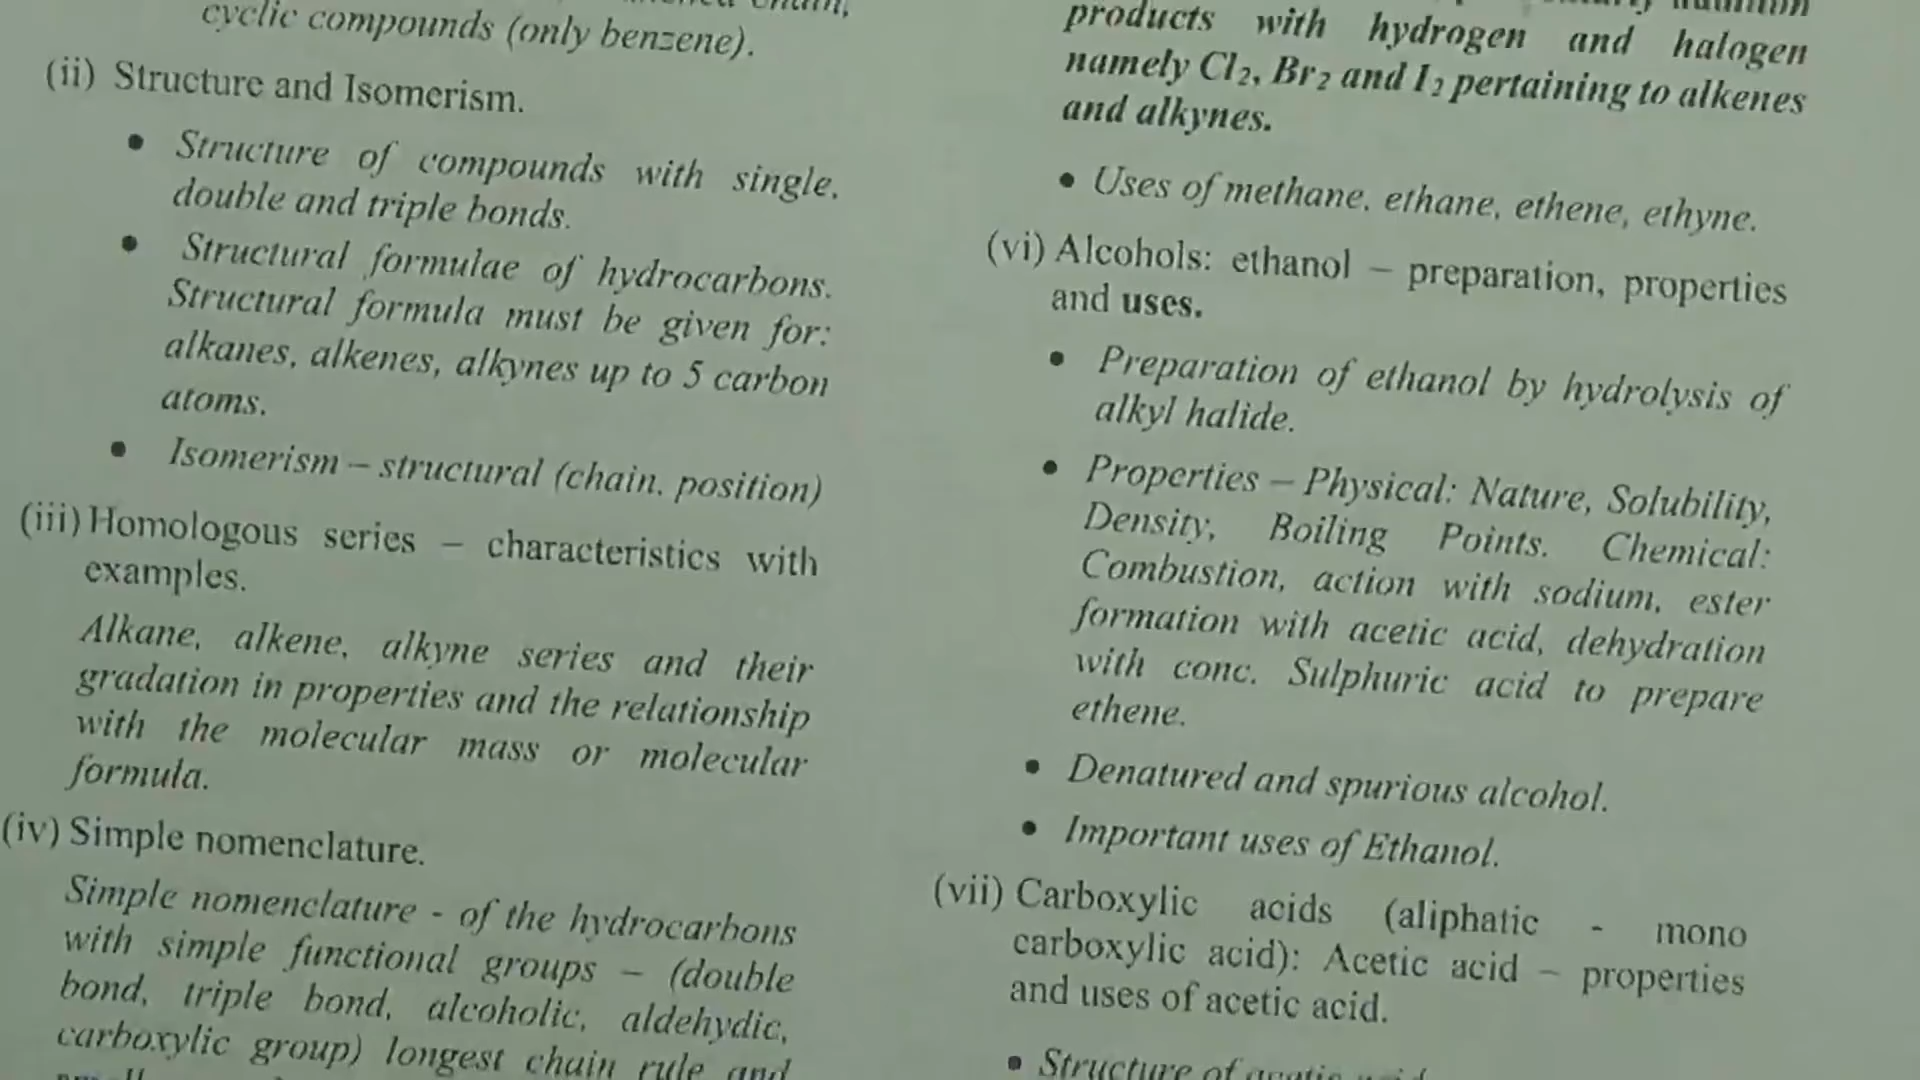 cyclic compounds (only benzene).
(ii) Structure and Isomerism.
• Structure of compounds with single,
double and triple bonds.
• Structural formulae of hydrocarbons.
Structural formula must be given for:
alkanes, alkenes, alkynes up to 5 carbon
atoms.
• Isomerism – structural (chain, position)
(iii) Homologous series – characteristics with
examples.
Alkane, alkene, alkyne series and their
gradation in properties and the relationship
with the molecular mass or molecular
formula.
(iv) Simple nomenclature.
Simple nomenclature - of the hydrocarbons
with simple functional groups – (double
bond, triple bond, alcoholic, aldehydic,
carboxylic group) longest chain rule and
products with hydrogen and halogen
namely Cl₂, Br₂ and I₂ pertaining to alkenes
and alkynes.
• Uses of methane, ethane, ethene, ethyne.
(vi) Alcohols: ethanol – preparation, properties
and uses.
• Preparation of ethanol by hydrolysis of
alkyl halide.
• Properties – Physical: Nature, Solubility,
Density, Boiling Points. Chemical:
Combustion, action with sodium, ester
formation with acetic acid, dehydration
with conc. Sulphuric acid to prepare
ethene.
• Denatured and spurious alcohol.
• Important uses of Ethanol.
(vii) Carboxylic acids (aliphatic - mono
carboxylic acid): Acetic acid – properties
and uses of acetic acid.
• Structure of acetic acid